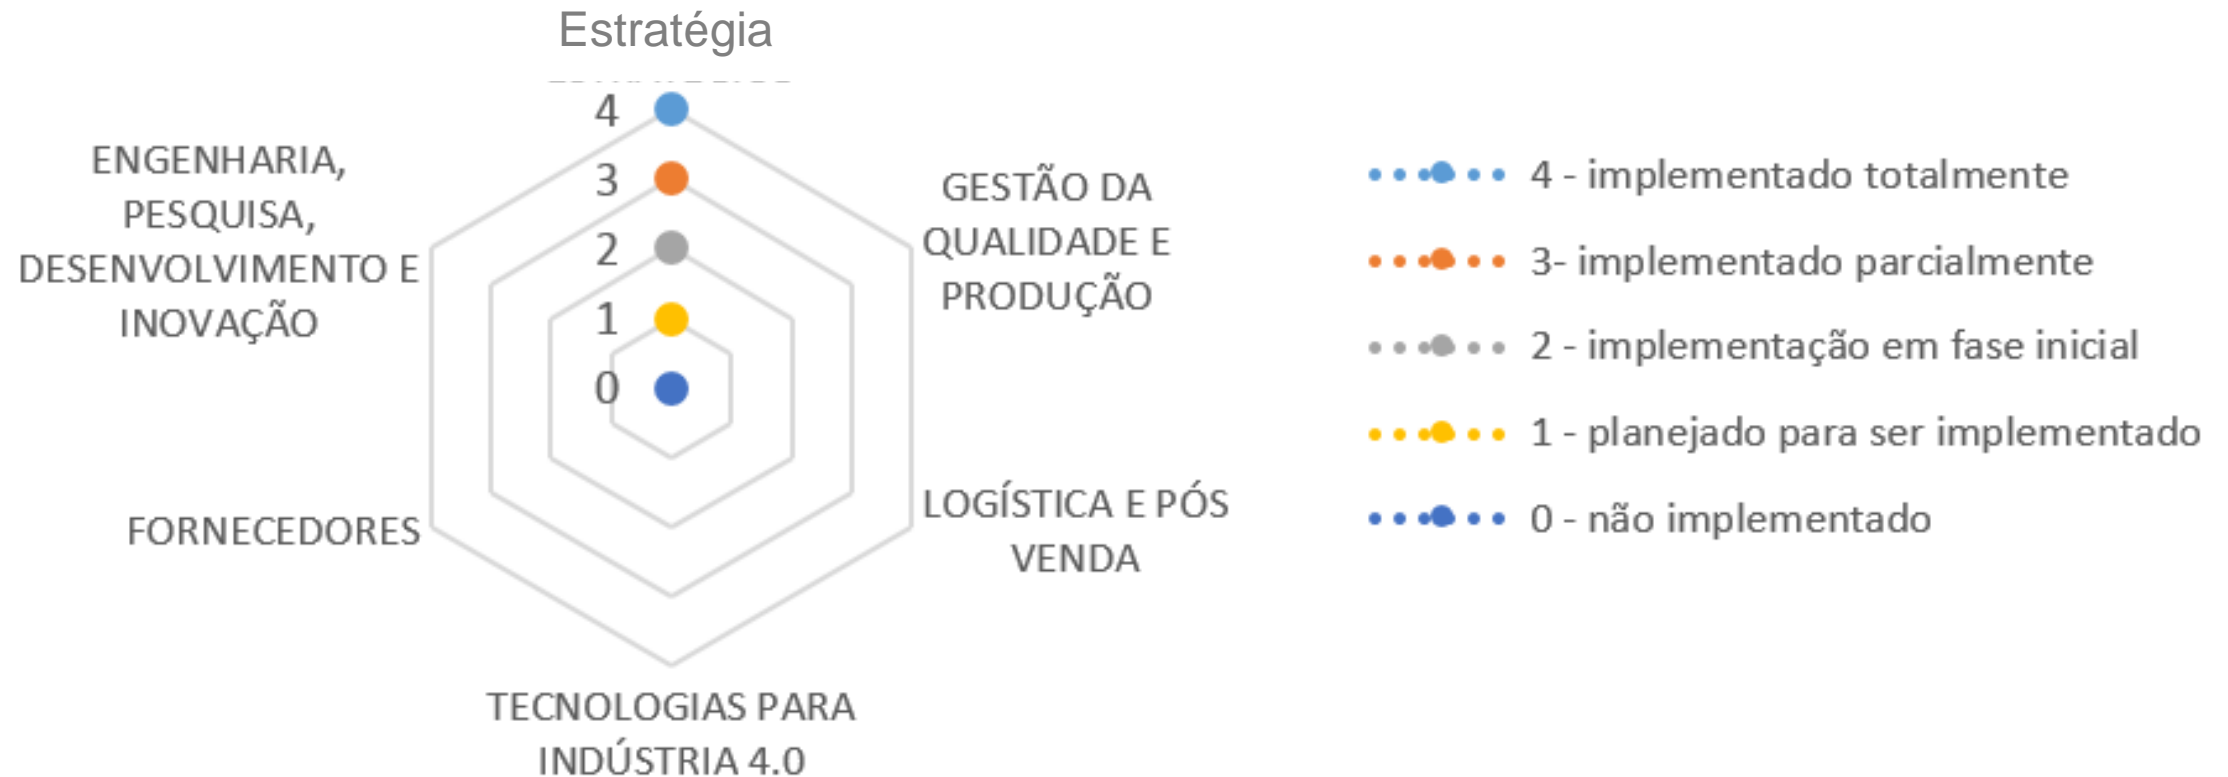 Estratégia
4
3
2
1
0
ENGENHARIA,
PESQUISA,
DESENVOLVIMENTO E
INOVAÇÃO
GESTÃO DA
QUALIDADE E
PRODUÇÃO
FORNECEDORES
LOGÍSTICA E PÓS
VENDA
TECNOLOGIAS PARA
INDÚSTRIA 4.0
4 - implementado totalmente
3- implementado parcialmente
2 - implementação em fase inicial
1 - planejado para ser implementado
0 - não implementado